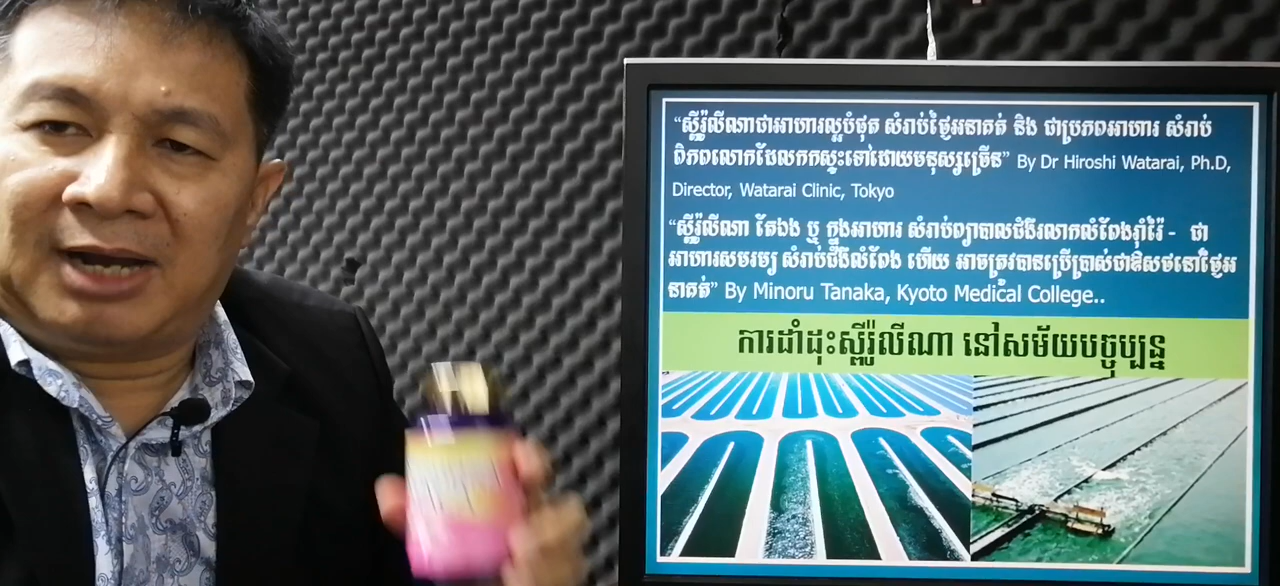 “ស្ពីរ៉ូលីណាជាអាហារល្អបំផុត សំរាប់ថ្ងៃអនាគត់ និង ជាប្រភពអាហារ សំរាប់
ពិភពលោកដែលកកស្ទះទៅដោយមនុស្សច្រើន” By Dr Hiroshi Watarai, Ph.D,
Director, Watarai Clinic, Tokyo
“ស្ពីរ៉ូលីណា តែឯង ឬ ក្នុងអាហារ សំរាប់ព្យាបាលជំងឺរលាកលំពែងរ៉ាំរ៉ៃ - ជា
អាហារសមរម្យ សំរាប់ជំងឺលំពែង ហើយ អាចត្រូវបានប្រើប្រាស់ជាឱសថនៅថ្ងៃអ
នាគត់” By Minoru Tanaka, Kyoto Medical College..
ការដាំដុះស្ពីរ៉ូលីណា នៅសម័យបច្ចុប្បន្ន